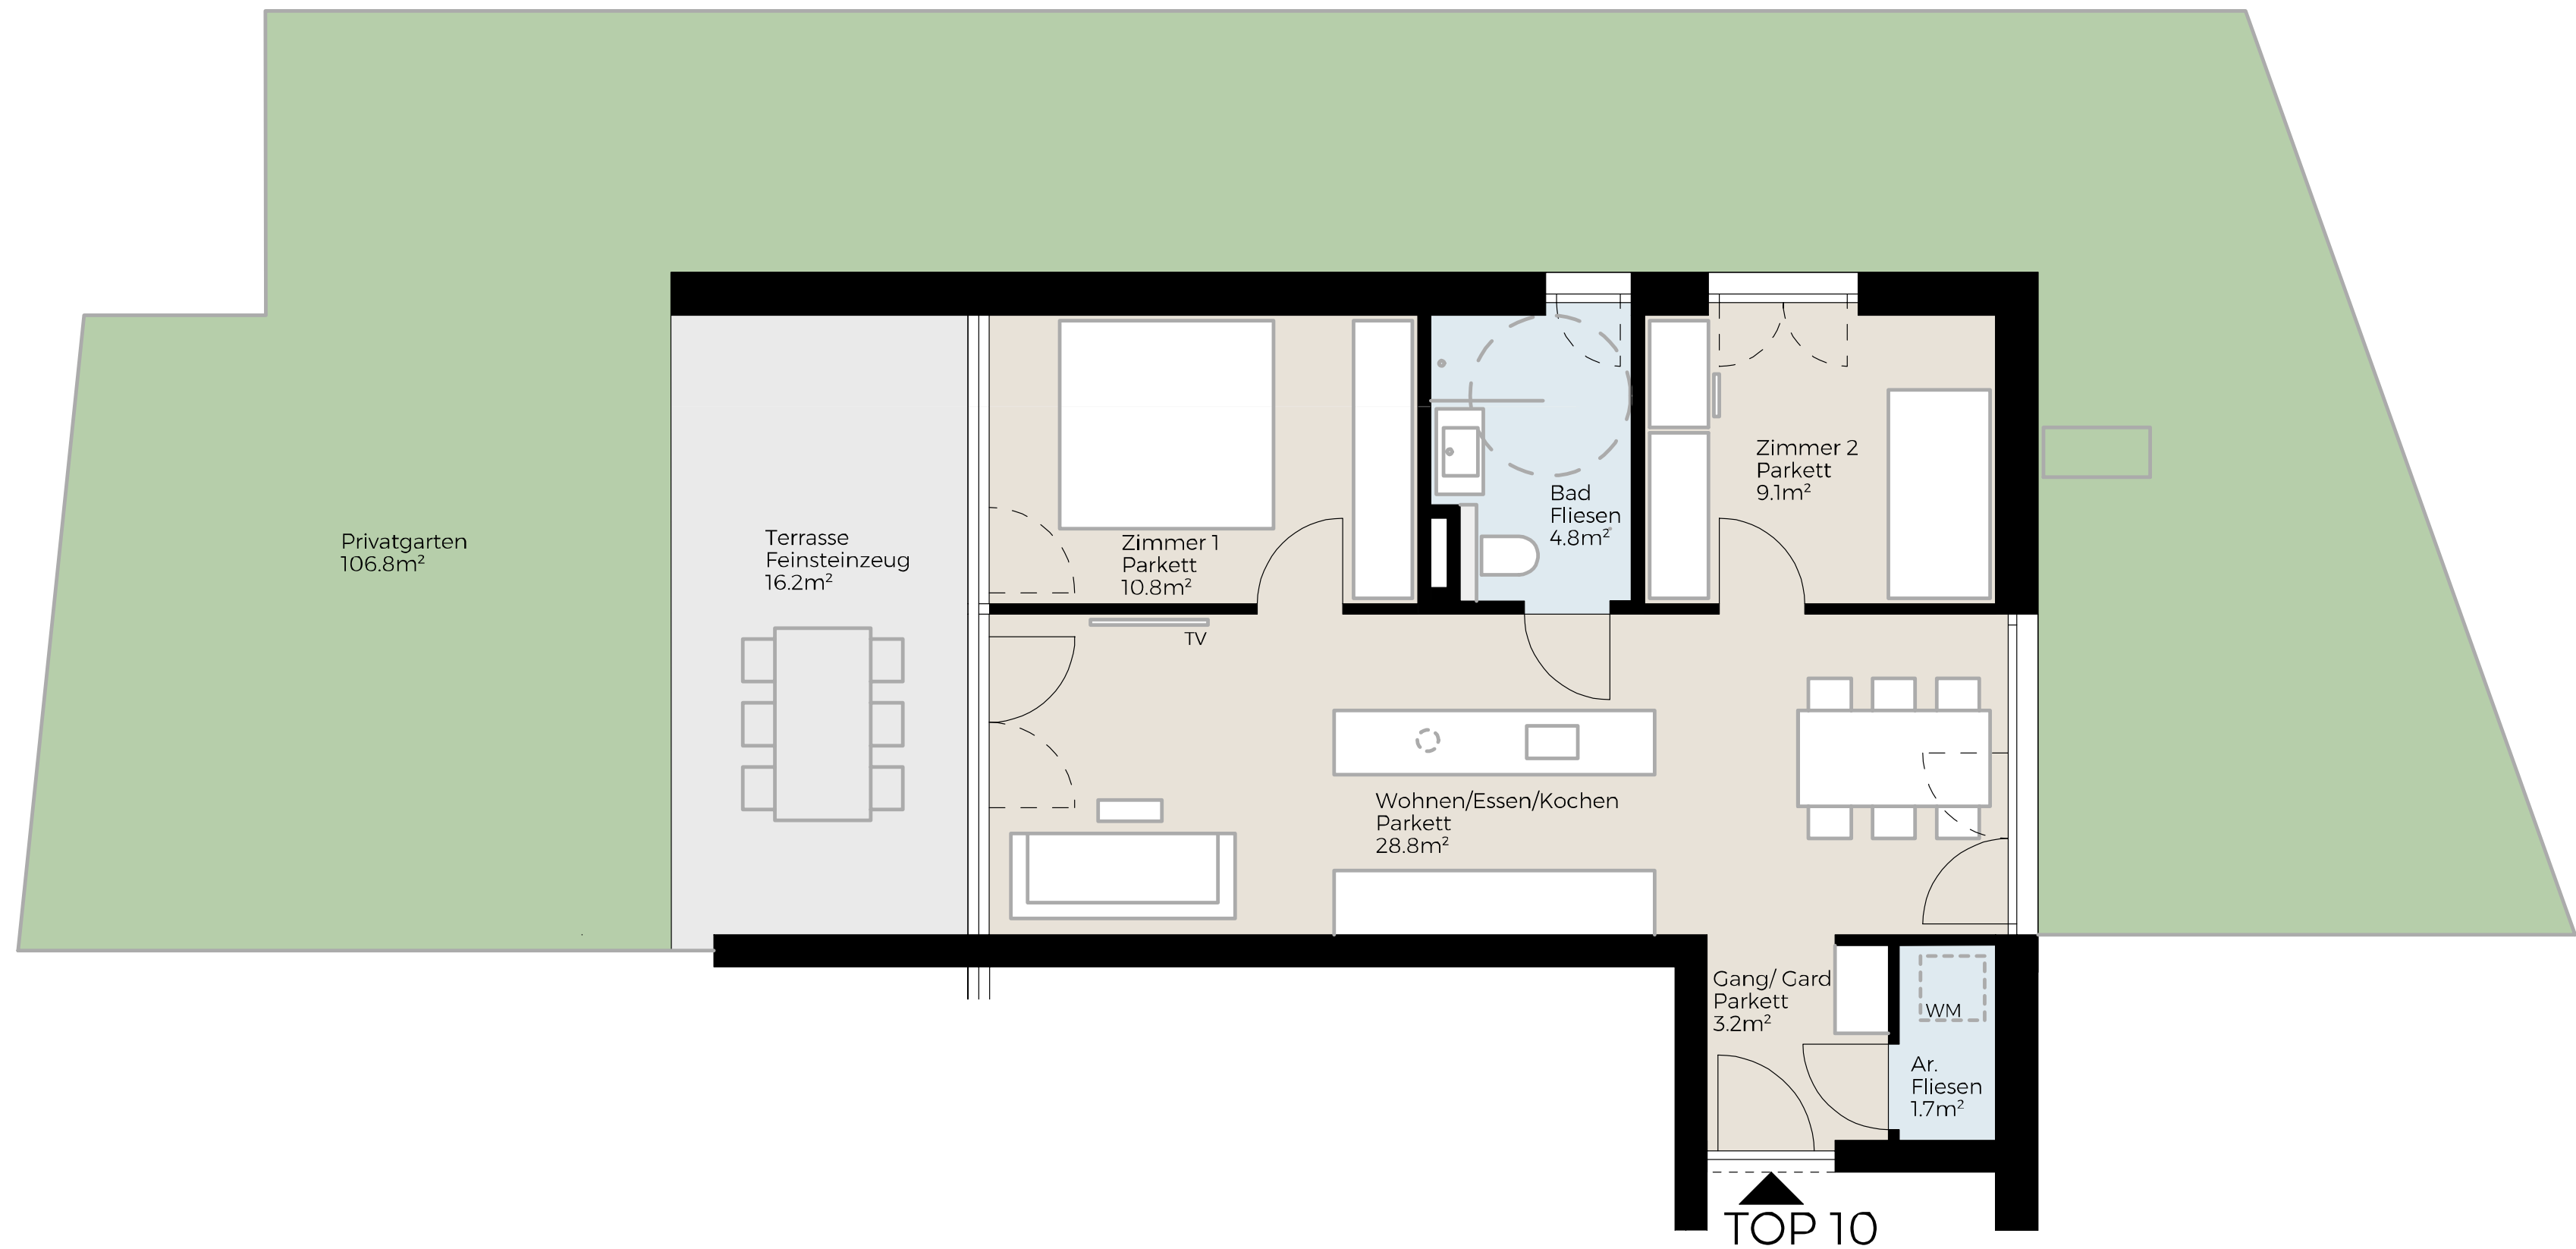 Privatgarten
106.8m²
Terrasse
Feinsteinzeug
16.2m²
Zimmer 1
Parkett
10.8m²
Bad
Fliesen
4.8m²
Zimmer 2
Parkett
9.1m²
TV
Wohnen/Essen/Kochen
Parkett
28.8m²
Gang/ Gard
Parkett
3.2m²
WM
Ar.
Fliesen
1.7m²
TOP 10